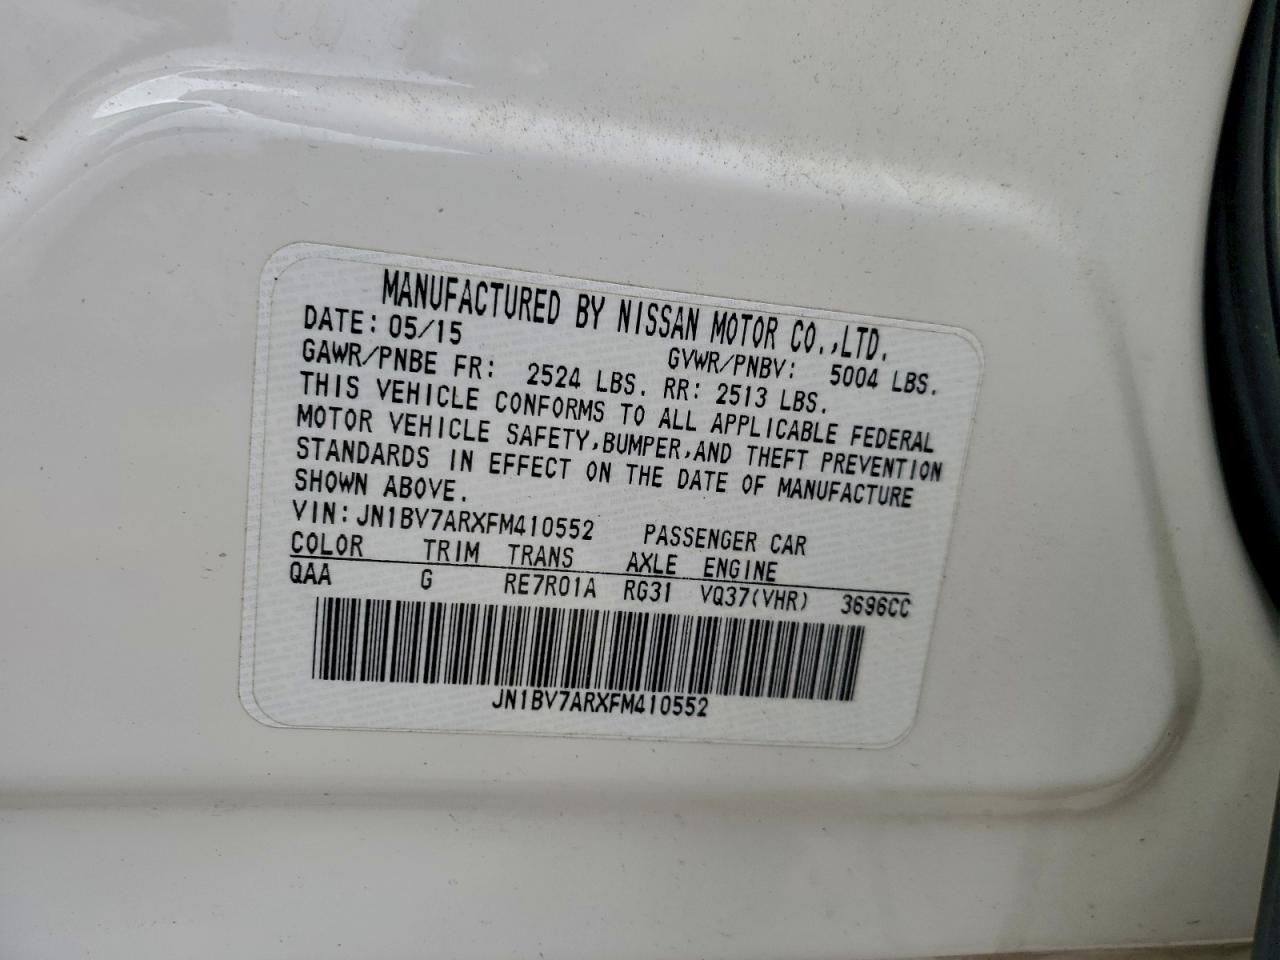 MANUFACTURED BY NISSAN MOTOR CO.,LTD.
DATE: 05/15 GVWR/PNBV: 5004 LBS.
GAWR/PNBE FR: 2524 LBS. RR: 2513 LBS.
THIS VEHICLE CONFORMS TO ALL APPLICABLE FEDERAL
MOTOR VEHICLE SAFETY,BUMPER,AND THEFT PREVENTION
STANDARDS IN EFFECT ON THE DATE OF MANUFACTURE
SHOWN ABOVE.
VIN: JN1BV7ARXFM410552 PASSENGER CAR
COLOR TRIM TRANS AXLE ENGINE
QAA G RE7R01A RG31 VQ37(VHR) 3696CC
JN1BV7ARXFM410552